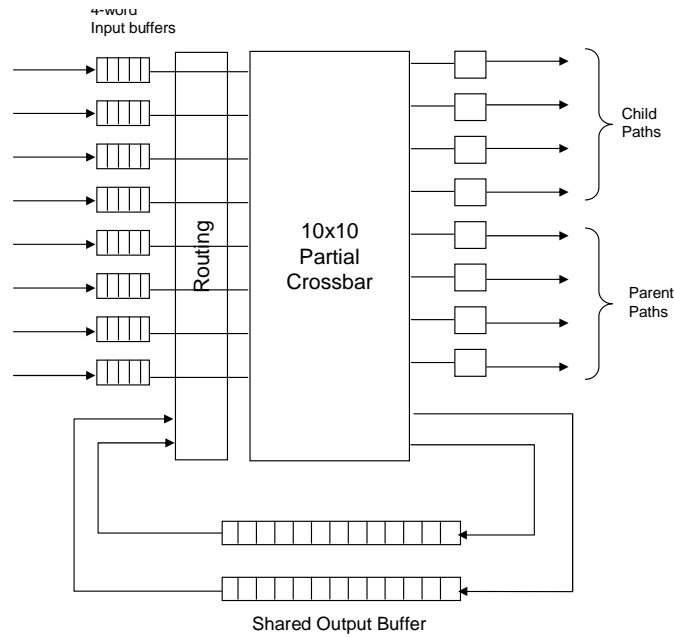 4-word
Input buffers
Routing
10x10
Partial
Crossbar
Child
Paths
Parent
Paths
Shared Output Buffer